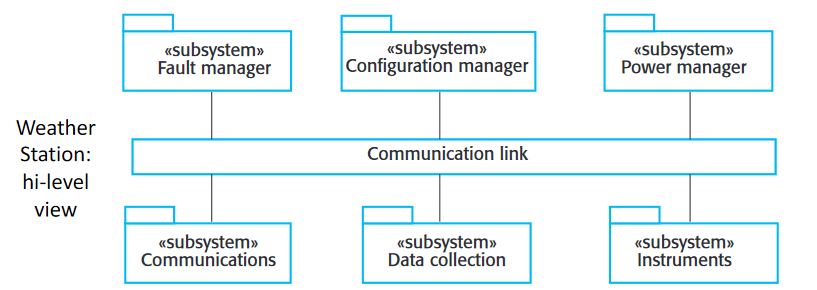 «subsystem»
Fault manager
«subsystem»
Configuration manager
«subsystem»
Power manager
Weather
Station:
hi-level
view
Communication link
«subsystem»
Communications
«subsystem»
Data collection
«subsystem»
Instruments